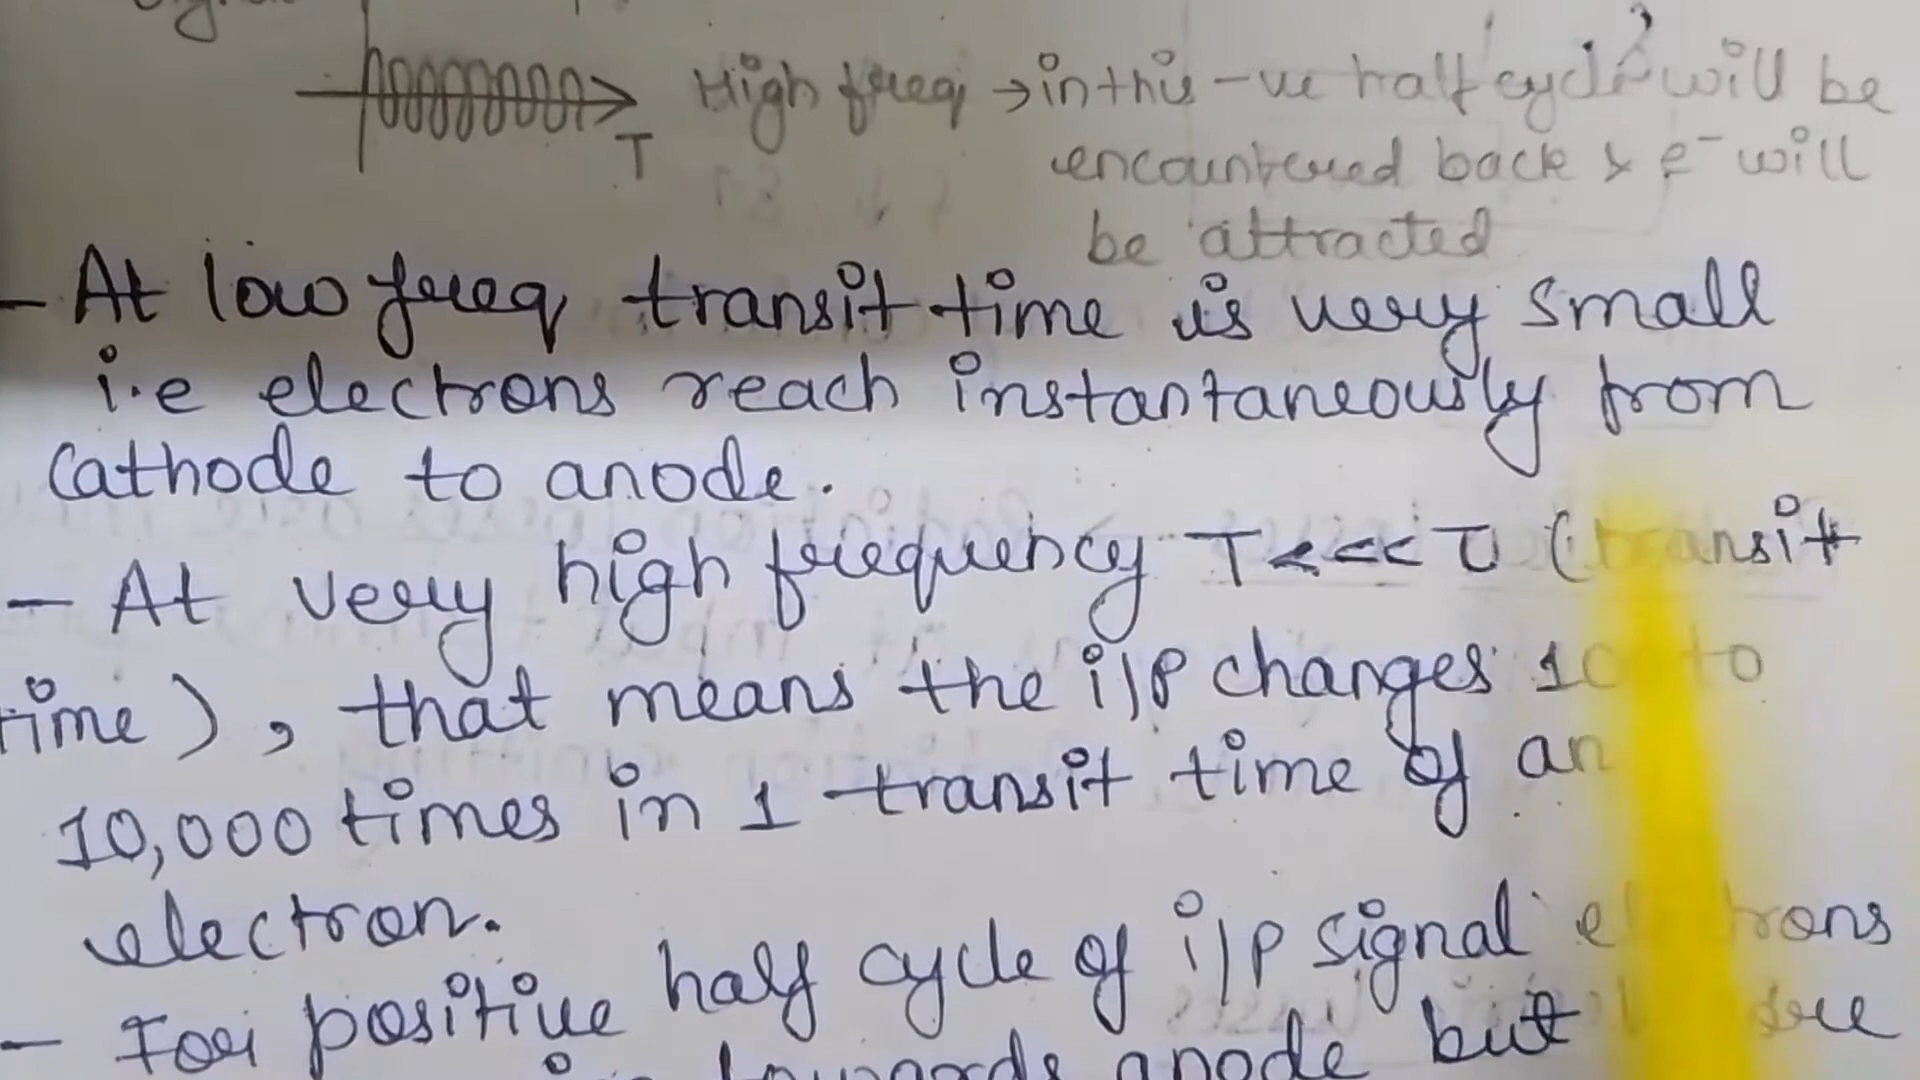 High freq → in this -ve half cycle will be
T
encountered back & e⁻ will
be attracted
- At low freq transit time is very small
i.e electrons reach instantaneously from
cathode to anode.
- At very high frequency T <<< τ (transit
time), that means the i/p changes to
10,000 times in 1 transit time of an
electron.
- For positive half cycle of i/p signal electrons
towards anode but